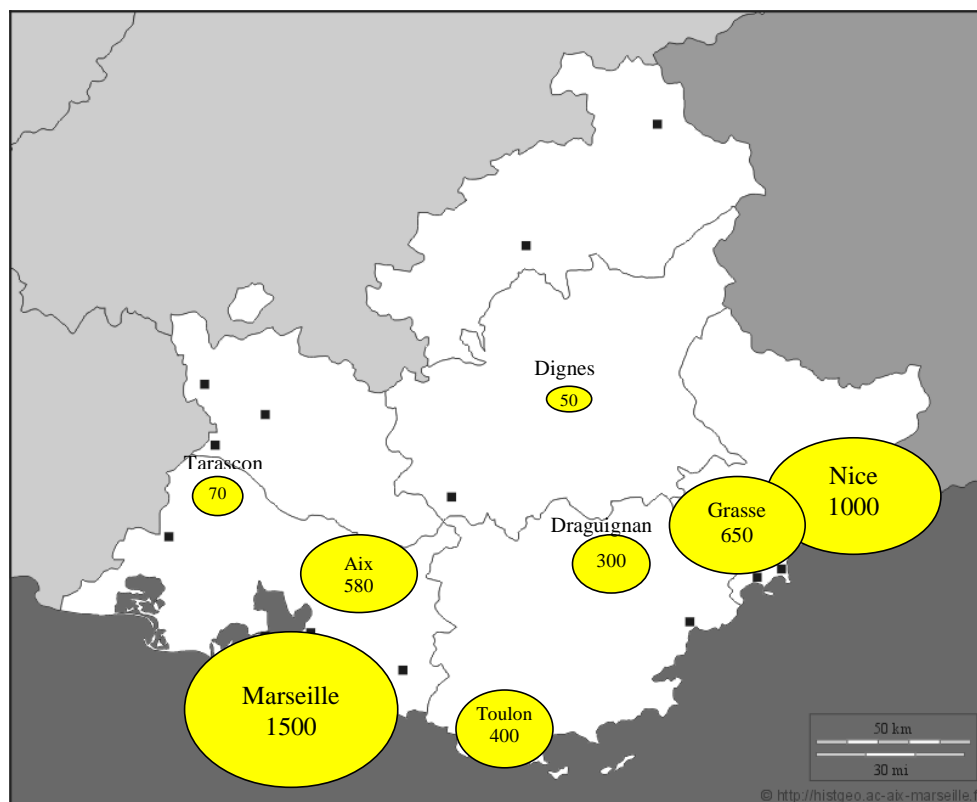 Dignes
50
Tarascon
70
Nice
1000
Grasse
650
Draguignan
300
Aix
580
Marseille
1500
Toulon
400
50 km
30 mi
© http://histgeo.ac-aix-marseille.f